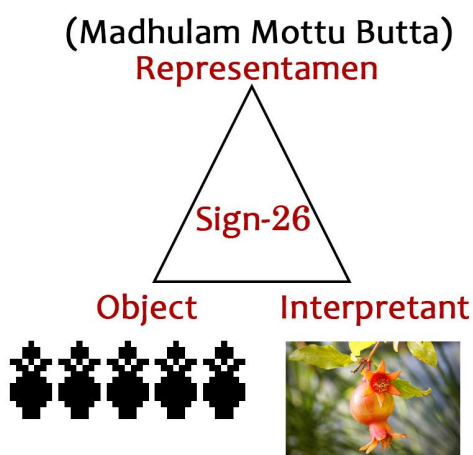 (Madhulam Mottu Butta)
Representamen
Sign-26
Object
Interpretant